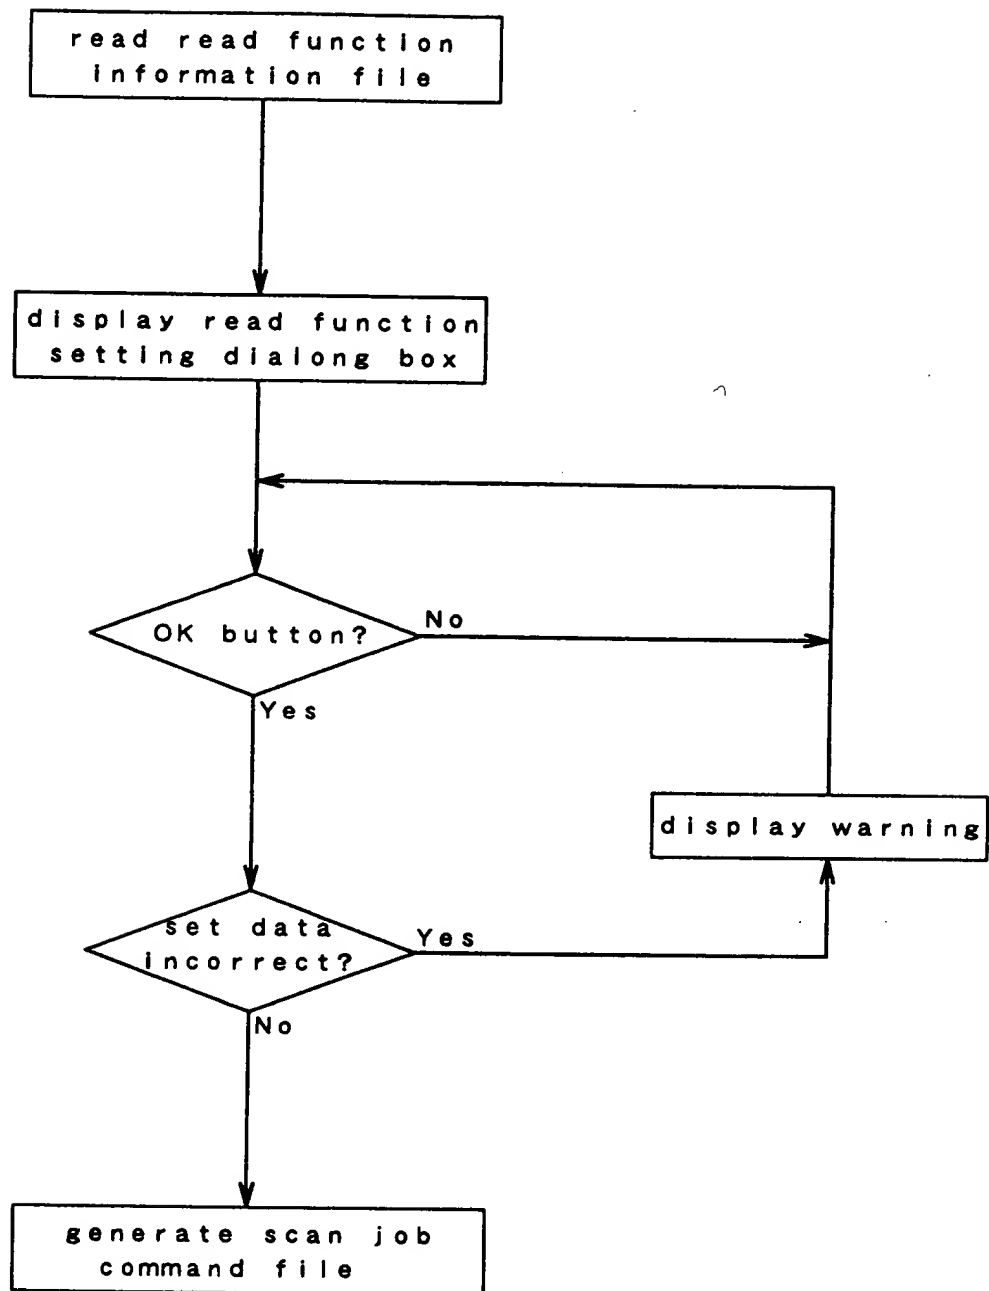 read read function
information file
display read function
setting dialong box
OK button?
No
Yes
display warning
set data
incorrect?
Yes
No
generate scan job
command file